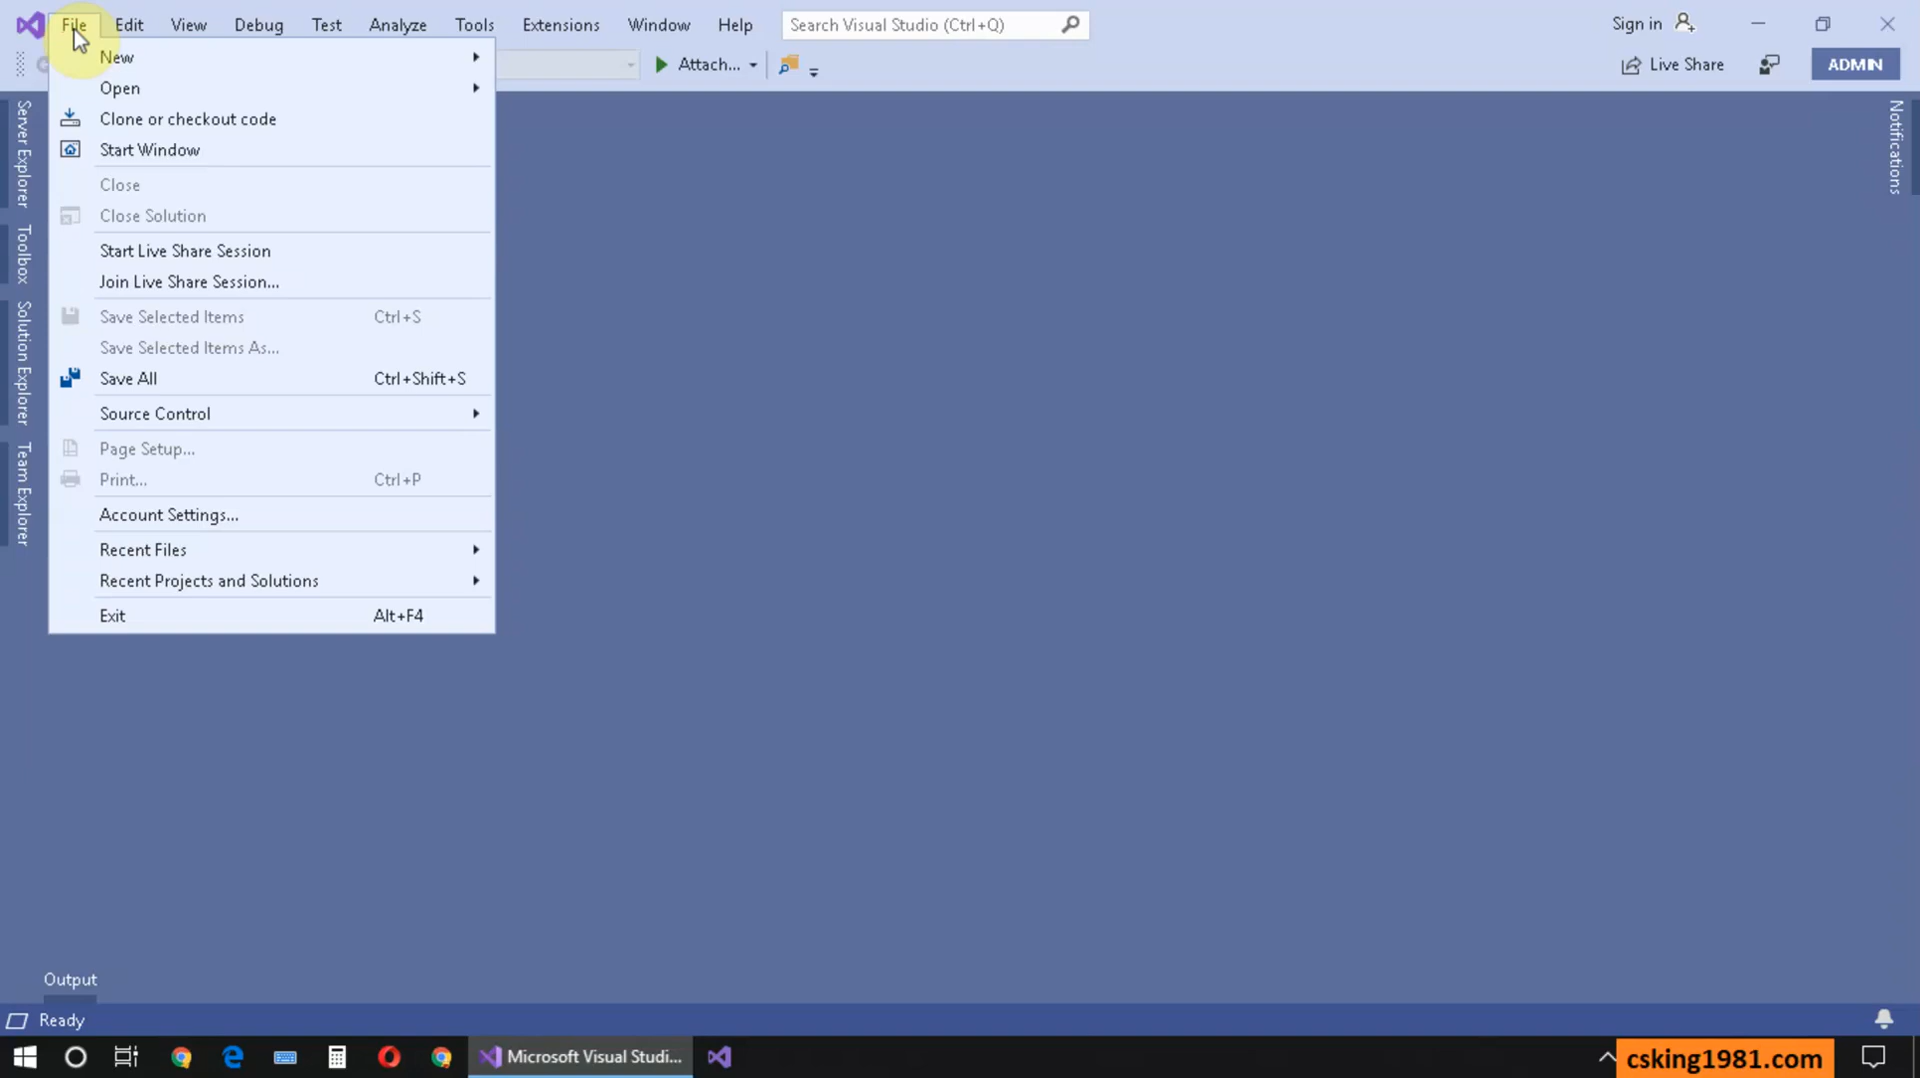 File Edit View Debug Test Analyze Tools Extensions Window Help Search Visual Studio (Ctrl+Q) Sign in
Attach... Live Share ADMIN
New
Open
Clone or checkout code
Start Window
Close
Close Solution
Start Live Share Session
Join Live Share Session...
Save Selected Items Ctrl+S
Save Selected Items As...
Save All Ctrl+Shift+S
Source Control
Page Setup...
Print... Ctrl+P
Account Settings...
Recent Files
Recent Projects and Solutions
Exit Alt+F4
Server Explorer
Toolbox
Solution Explorer
Team Explorer
Notifications
Output
Ready
Microsoft Visual Studi...
csking1981.com